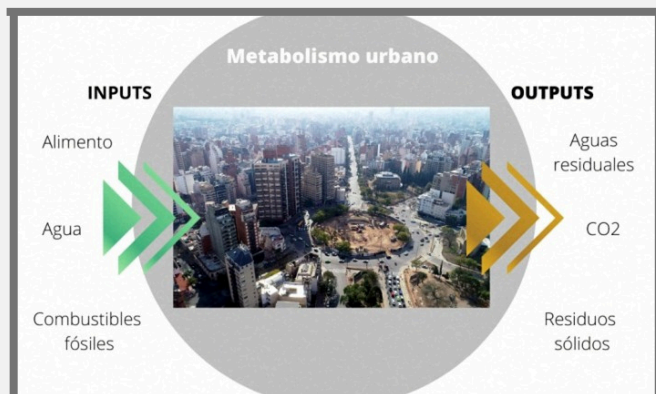 Metabolismo urbano
INPUTS
Alimento
Agua
Combustibles
fósiles
OUTPUTS
Aguas
residuales
CO2
Residuos
sólidos